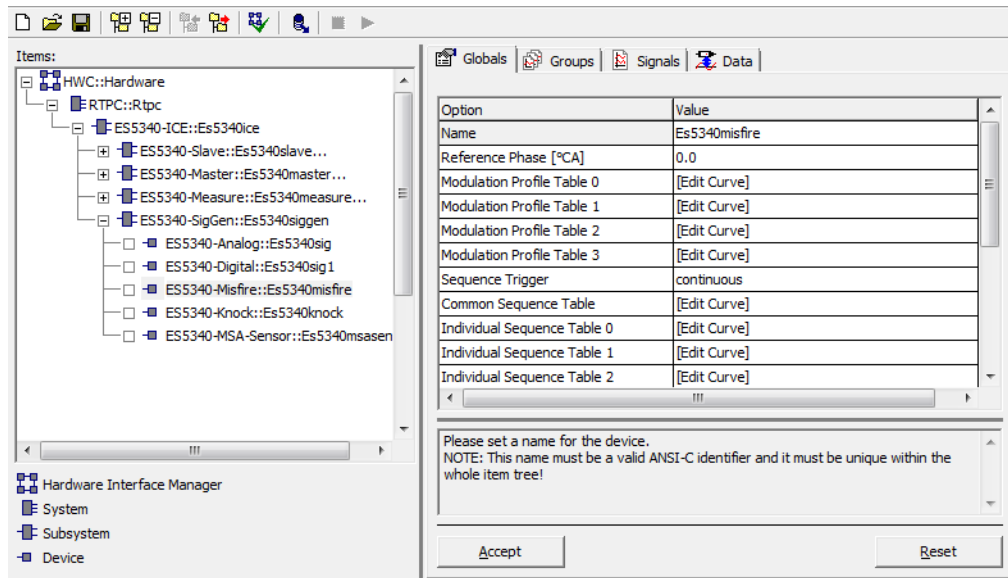 Items:
HWC::Hardware
RTPC::Rtpc
ES5340-ICE::Es5340ice
ES5340-Slave::Es5340slave...
ES5340-Master::Es5340master...
ES5340-Measure::Es5340measure...
ES5340-SigGen::Es5340siggen
ES5340-Analog::Es5340sig
ES5340-Digital::Es5340sig1
ES5340-Misfire::Es5340misfire
ES5340-Knock::Es5340knock
ES5340-MSA-Sensor::Es5340msasen
Hardware Interface Manager
System
Subsystem
Device
Globals Groups Signals Data
Option Value
Name Es5340misfire
Reference Phase [°CA] 0.0
Modulation Profile Table 0 [Edit Curve]
Modulation Profile Table 1 [Edit Curve]
Modulation Profile Table 2 [Edit Curve]
Modulation Profile Table 3 [Edit Curve]
Sequence Trigger continuous
Common Sequence Table [Edit Curve]
Individual Sequence Table 0 [Edit Curve]
Individual Sequence Table 1 [Edit Curve]
Individual Sequence Table 2 [Edit Curve]
Please set a name for the device.
NOTE: This name must be a valid ANSI-C identifier and it must be unique within the
whole item tree!
Accept Reset